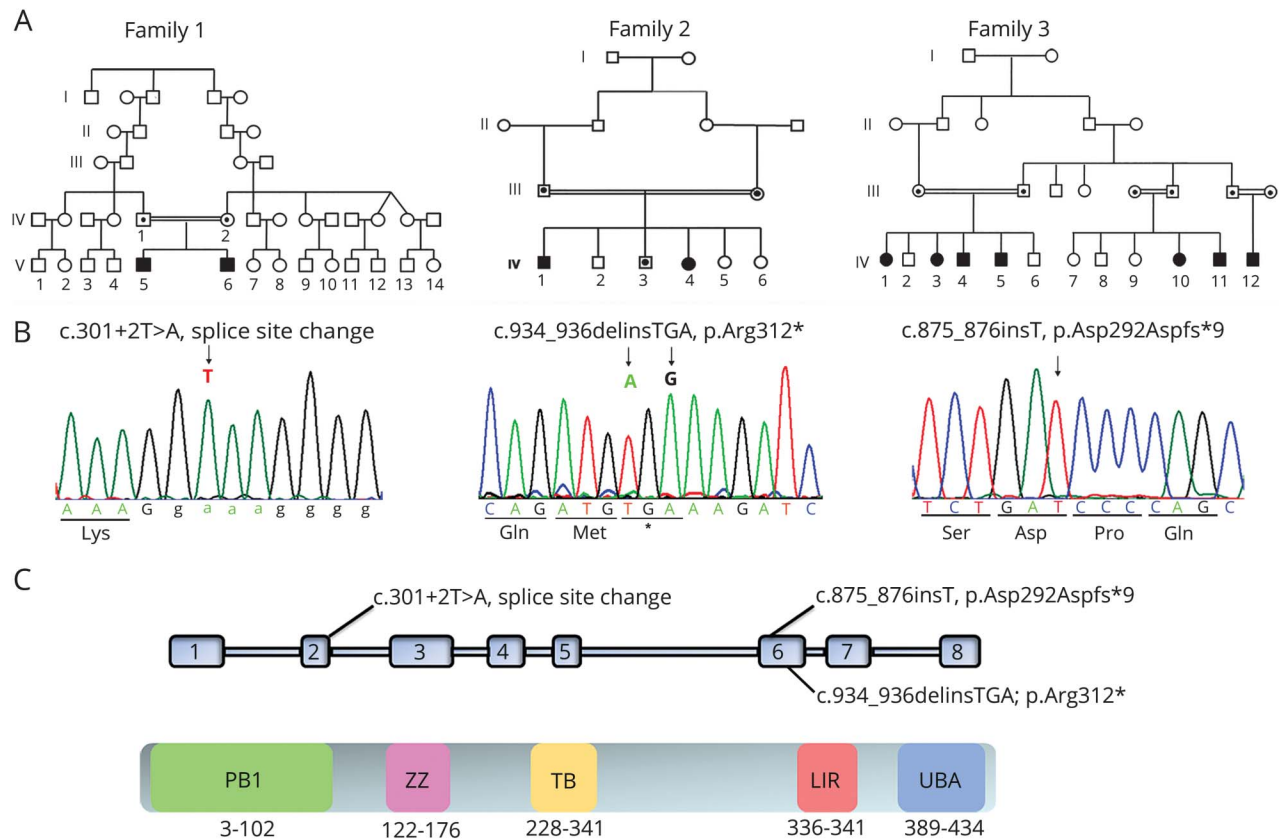 A
Family 1
Family 2
Family 3
I
II
III
IV
1 2
V
1 2 3 4 5 6 7 8 9 10 11 12 13 14
I
II
III
IV
1 2 3 4 5 6
I
II
III
IV
1 2 3 4 5 6 7 8 9 10 11 12
B
c.301+2T>A, splice site change
T
A A A G g a a a g g g g
Lys
c.934_936delinsTGA, p.Arg312*
A G
C A G A T G T G A A A G A T C
Gln Met *
c.875_876insT, p.Asp292Aspfs*9
T C T G A T C C C C A G C
Ser Asp Pro Gln
C
c.301+2T>A, splice site change
c.875_876insT, p.Asp292Aspfs*9
1 2 3 4 5 6 7 8
c.934_936delinsTGA; p.Arg312*
PB1 ZZ TB LIR UBA
3-102 122-176 228-341 336-341 389-434